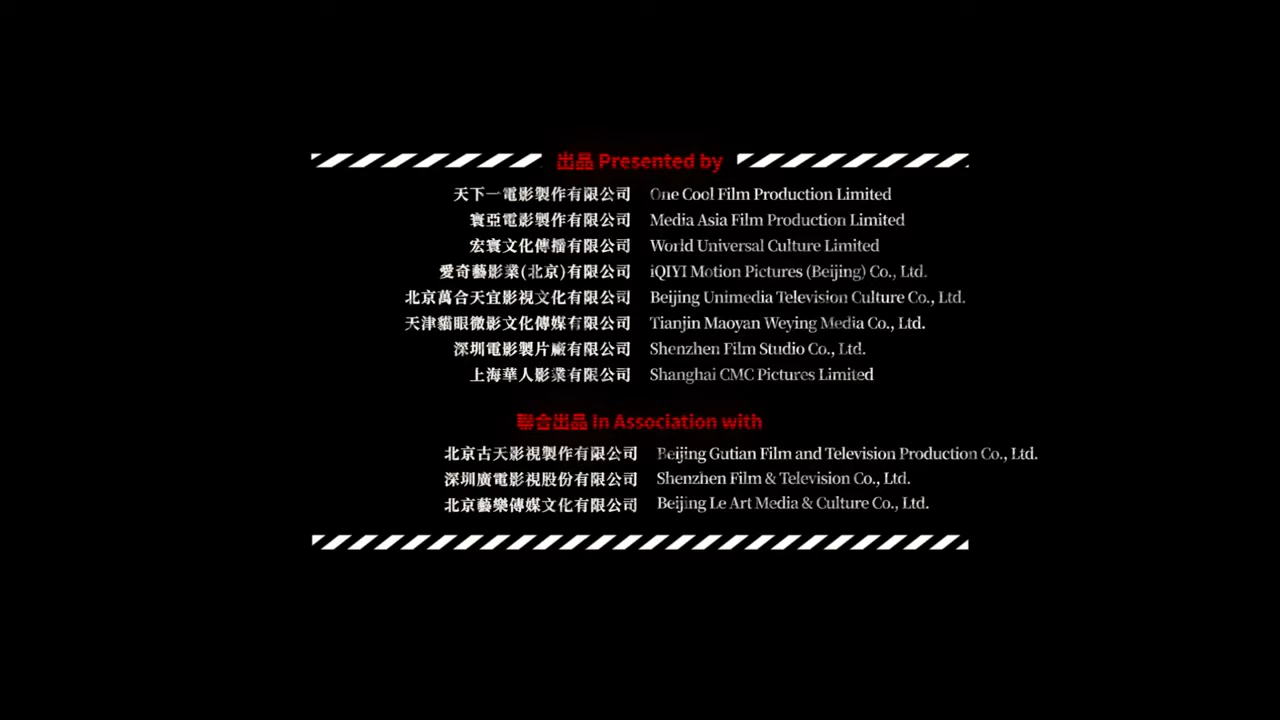 出品 Presented by
天下一電影製作有限公司 One Cool Film Production Limited
寰亞電影製作有限公司 Media Asia Film Production Limited
宏寰文化傳播有限公司 World Universal Culture Limited
愛奇藝影業(北京)有限公司 iQIYI Motion Pictures (Beijing) Co., Ltd.
北京萬合天宜影視文化有限公司 Beijing Unimedia Television Culture Co., Ltd.
天津貓眼微影文化傳媒有限公司 Tianjin Maoyan Weying Media Co., Ltd.
深圳電影製片廠有限公司 Shenzhen Film Studio Co., Ltd.
上海華人影業有限公司 Shanghai CMC Pictures Limited
聯合出品 In Association with
北京古天影視製作有限公司 Beijing Gutian Film and Television Production Co., Ltd.
深圳廣電影視股份有限公司 Shenzhen Film & Television Co., Ltd.
北京藝樂傳媒文化有限公司 Beijing Le Art Media & Culture Co., Ltd.